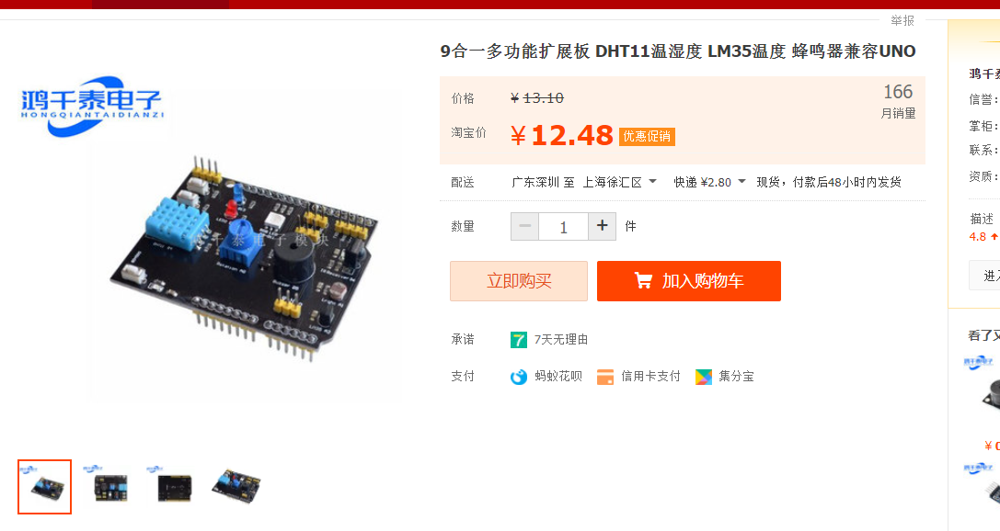 举报
9合一多功能扩展板 DHT11温湿度 LM35温度 蜂鸣器兼容UNO
鸿千泰电子
HONGQIANTAIDIANZI
价格 ¥ 13.10
166
月销量
淘宝价 ¥ 12.48 优惠促销
配送 广东深圳 至 上海徐汇区 快递 ¥2.80 现货，付款后48小时内发货
数量 − 1 + 件
立即购买 加入购物车
承诺 7 7天无理由
支付 蚂蚁花呗 信用卡支付 集分宝
泰电子模块
鸿千泰
信誉：
掌柜：
联系：
资质：
描述
4.8
进入
看了又
¥ 0